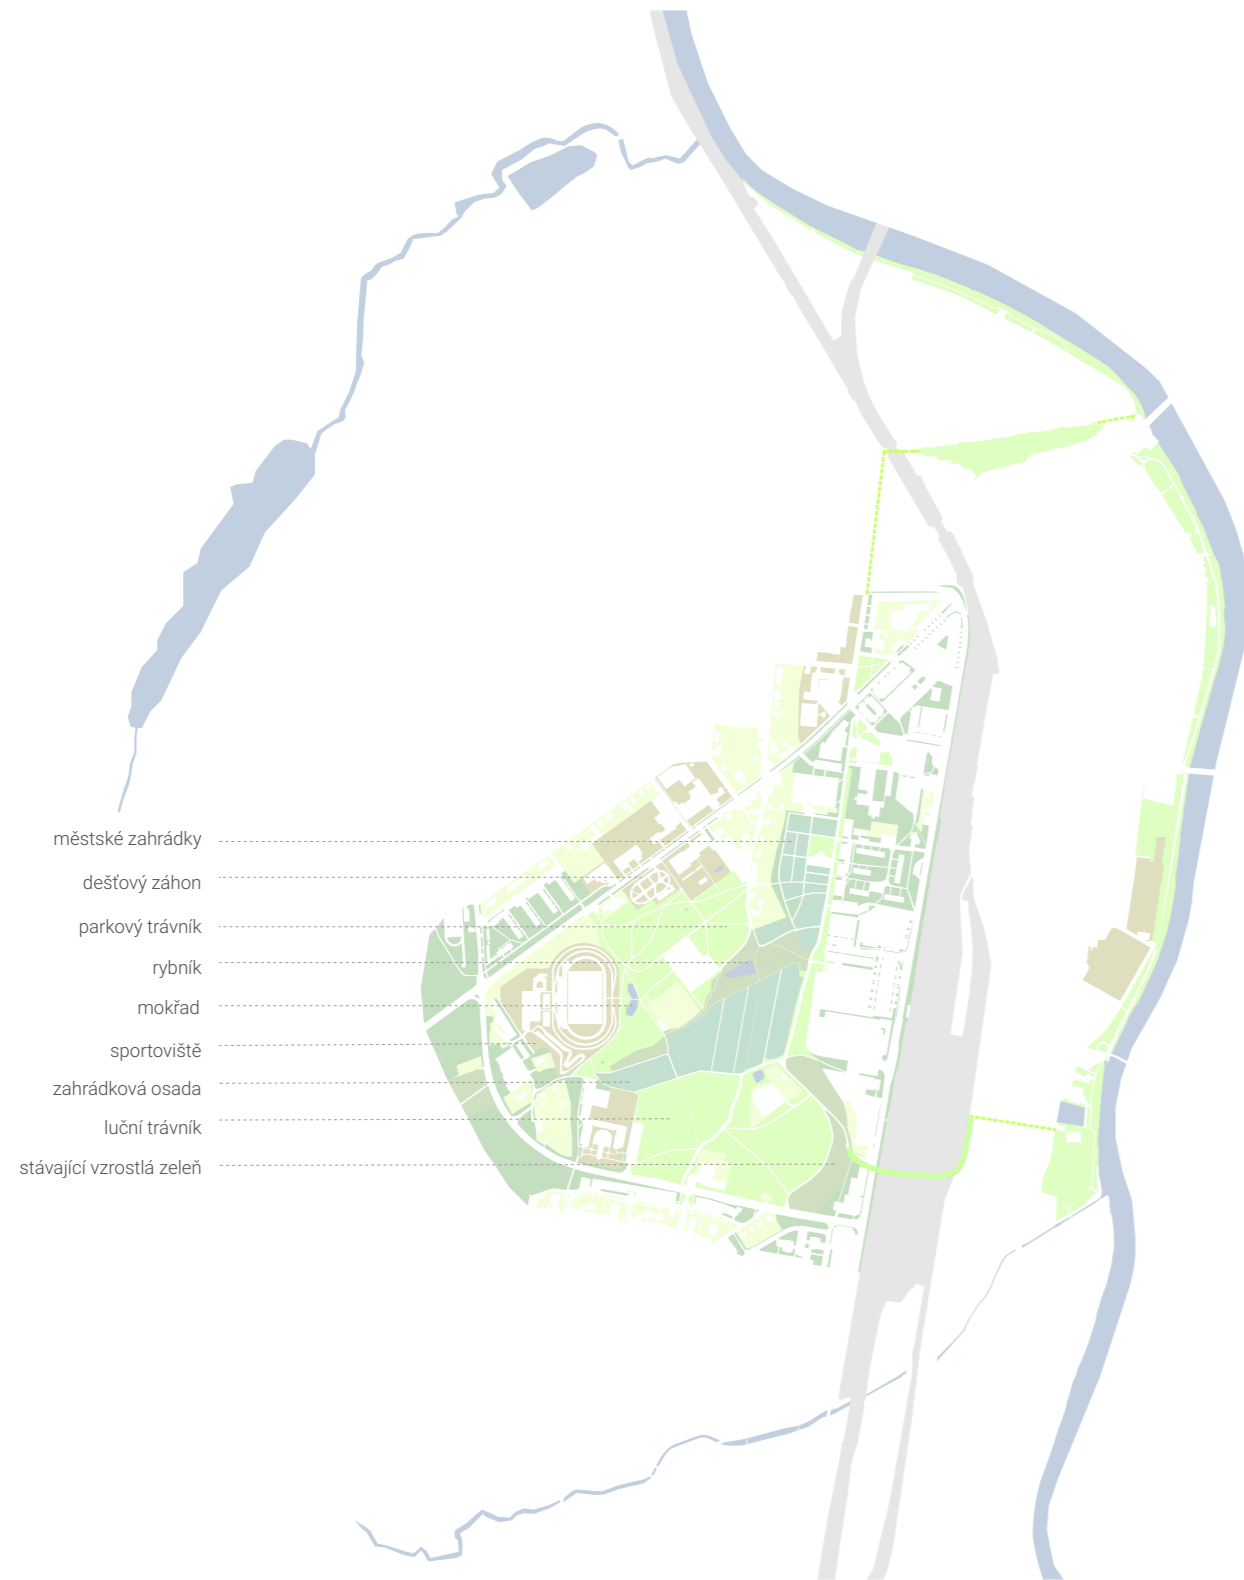 městské zahrádky
dešťový záhon
parkový trávník
rybník
mokřad
sportoviště
zahrádková osada
luční trávník
stávající vzrostlá zeleň